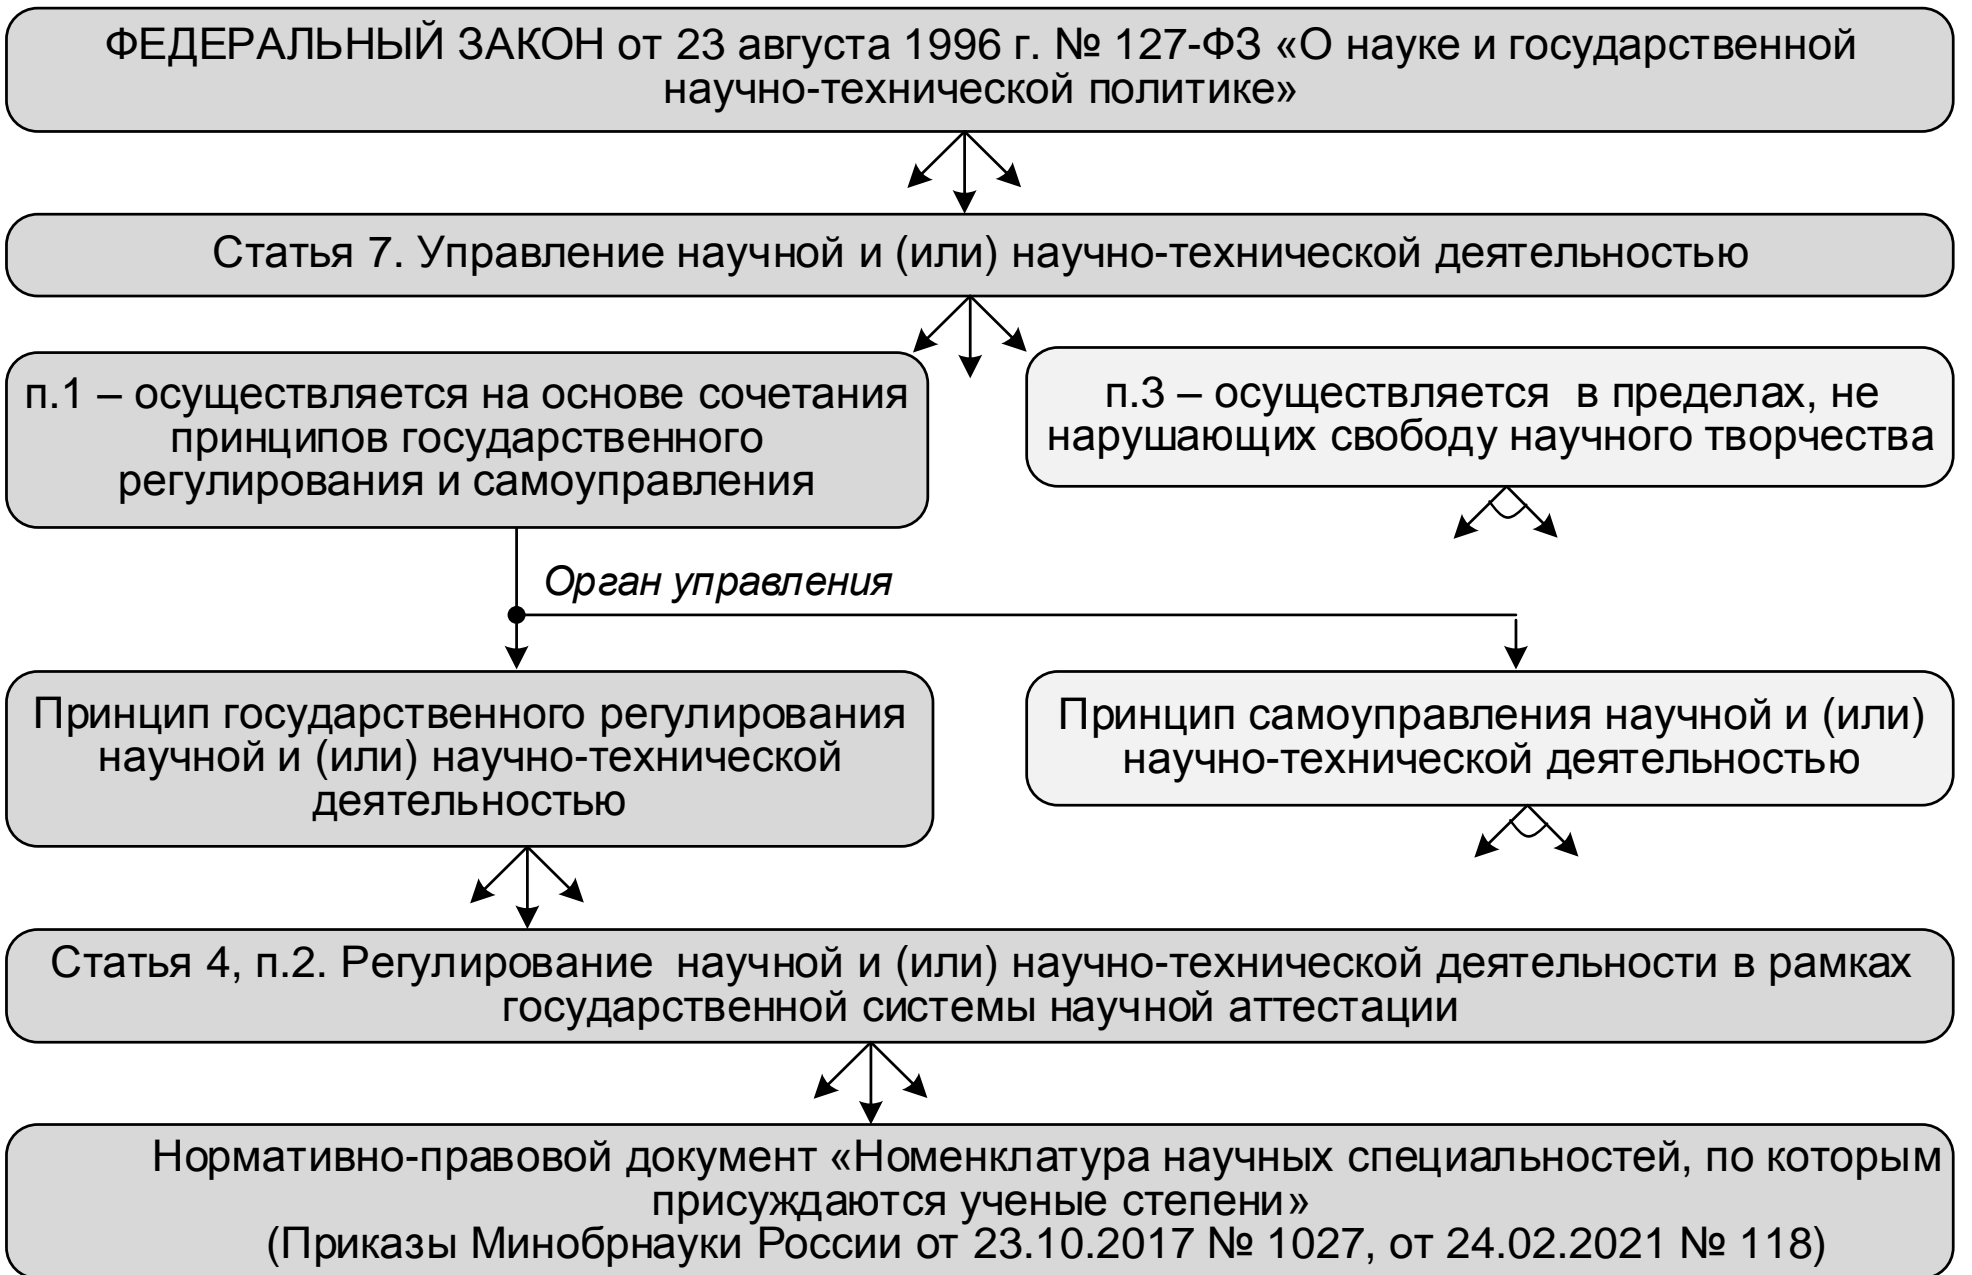 ФЕДЕРАЛЬНЫЙ ЗАКОН от 23 августа 1996 г. № 127-ФЗ «О науке и государственной
научно-технической политике»
Статья 7. Управление научной и (или) научно-технической деятельностью
п.1 – осуществляется на основе сочетания
принципов государственного
регулирования и самоуправления
п.3 – осуществляется в пределах, не
нарушающих свободу научного творчества
Орган управления
Принцип государственного регулирования
научной и (или) научно-технической
деятельностью
Принцип самоуправления научной и (или)
научно-технической деятельностью
Статья 4, п.2. Регулирование научной и (или) научно-технической деятельности в рамках
государственной системы научной аттестации
Нормативно-правовой документ «Номенклатура научных специальностей, по которым
присуждаются ученые степени»
(Приказы Минобрнауки России от 23.10.2017 № 1027, от 24.02.2021 № 118)